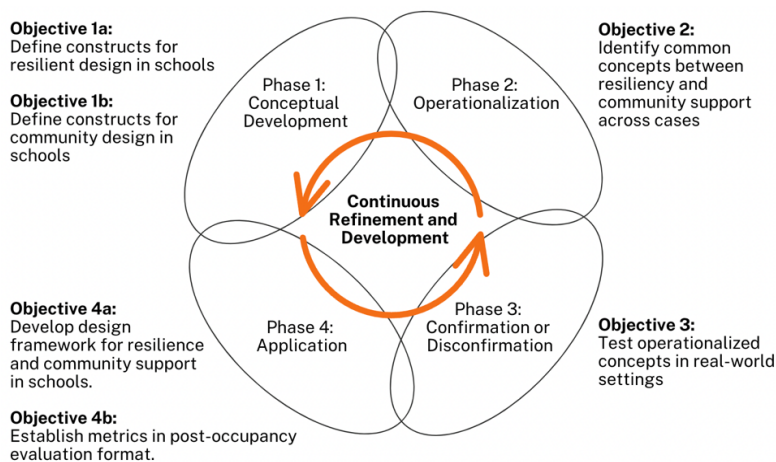 Objective 1a:
Define constructs for
resilient design in schools
Objective 1b:
Define constructs for
community design in
schools
Phase 1:
Conceptual
Development
Phase 2:
Operationalization
Objective 2:
Identify common
concepts between
resiliency and
community support
across cases
Continuous
Refinement and
Development
Objective 4a:
Develop design
framework for resilience
and community support
in schools.
Objective 4b:
Establish metrics in post-occupancy
evaluation format.
Phase 4:
Application
Phase 3:
Confirmation or
Disconfirmation
Objective 3:
Test operationalized
concepts in real-world
settings